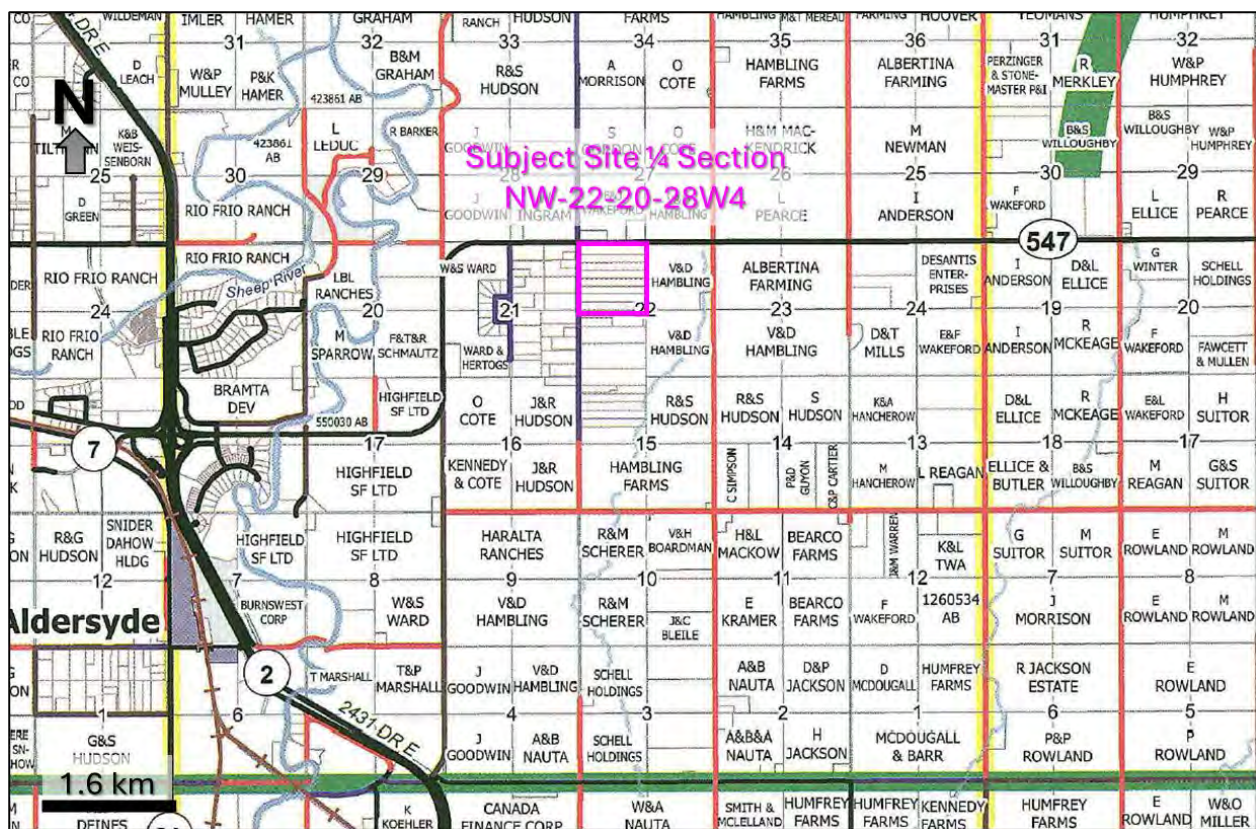 CO
WILDEMAN
IMLER
HAMER
GRAHAM
RANCH
HUDSON
FARMS
HAMBLING
M&T MEREAU
FARMING
HOOVER
YEOMANS
HUMPHREY
DR E
31
32
33
34
35
36
31
32
D
LEACH
W&P
MULLEY
P&K
HAMER
B&M
GRAHAM
R&S
HUDSON
A
MORRISON
O
COTE
HAMBLING
FARMS
ALBERTINA
FARMING
PERZINGER
& STONE-
MASTER P&I
R
MERKLEY
W&P
HUMPHREY
N
423861 AB
K&B
WEIS-
SENBORN
423861
AB
L
LEDUC
R BARKER
J
GOODWIN
S
GORDON
O
COTE
H&M MAC-
KENDRICK
M
NEWMAN
B&S
WILLOUGHBY
B&S
WILLOUGHBY
W&P
HUMPHREY
Subject Site ¼ Section
NW-22-20-28W4
25
30
29
27
26
25
30
29
D
GREEN
RIO FRIO RANCH
J
GOODWIN
INGRAM
WAKEFORD
HAMBLING
L
PEARCE
I
ANDERSON
F
WAKEFORD
L
ELLICE
R
PEARCE
547
RIO FRIO RANCH
RIO FRIO RANCH
Sheep River
LBL
RANCHES
W&S WARD
V&D
HAMBLING
ALBERTINA
FARMING
DESANTIS
ENTER-
PRISES
I
ANDERSON
D&L
ELLICE
G
WINTER
SCHELL
HOLDINGS
24
20
21
22
23
24
19
20
RIO FRIO
RANCH
M
SPARROW
F&T&R
SCHMAUTZ
WARD &
HERTOGS
V&D
HAMBLING
V&D
HAMBLING
D&T
MILLS
E&F
WAKEFORD
I
ANDERSON
R
MCKEAGE
F
WAKEFORD
FAWCETT
& MULLEN
BRAMTA
DEV
HIGHFIELD
SF LTD
O
COTE
J&R
HUDSON
R&S
HUDSON
R&S
HUDSON
S
HUDSON
K&A
HANCHEROW
D&L
ELLICE
R
MCKEAGE
E&L
WAKEFORD
H
SUITOR
550030 AB
7
17
16
15
14
13
18
17
HIGHFIELD
SF LTD
KENNEDY
& COTE
J&R
HUDSON
HAMBLING
FARMS
C SIMPSON
P&D
GUYON
C&P CARTIER
M
HANCHEROW
L REAGAN
ELLICE &
BUTLER
B&S
WILLOUGHBY
M
REAGAN
G&S
SUITOR
R&G
HUDSON
SNIDER
DAHOW
HLDG
HIGHFIELD
SF LTD
HIGHFIELD
SF LTD
HARALTA
RANCHES
R&M
SCHERER
V&H
BOARDMAN
H&L
MACKOW
BEARCO
FARMS
J&M WARREN
K&L
TWA
G
SUITOR
M
SUITOR
E
ROWLAND
M
ROWLAND
12
7
8
9
10
11
12
7
8
Aldersyde
BURNSWEST
CORP
W&S
WARD
V&D
HAMBLING
R&M
SCHERER
J&C
BLEILE
E
KRAMER
BEARCO
FARMS
F
WAKEFORD
1260534
AB
J
MORRISON
E
ROWLAND
M
ROWLAND
2
T MARSHALL
T&P
MARSHALL
J
GOODWIN
V&D
HAMBLING
SCHELL
HOLDINGS
A&B
NAUTA
D&P
JACKSON
D
MCDOUGALL
HUMFREY
FARMS
R JACKSON
ESTATE
E
ROWLAND
1
6
4
3
2
1
6
5
2431-DR E
G&S
HUDSON
J
GOODWIN
A&B
NAUTA
SCHELL
HOLDINGS
A&B&A
NAUTA
H
JACKSON
MCDOUGALL
& BARR
P&P
ROWLAND
P
ROWLAND
1.6 km
DEINES
K
KOEHLER
CANADA
FINANCE CORP
W&A
NAUTA
SMITH &
MCLELLAND
HUMFREY
FARMS
HUMFREY
FARMS
KENNEDY
FARMS
HUMFREY
FARMS
E
ROWLAND
W&O
MILLER